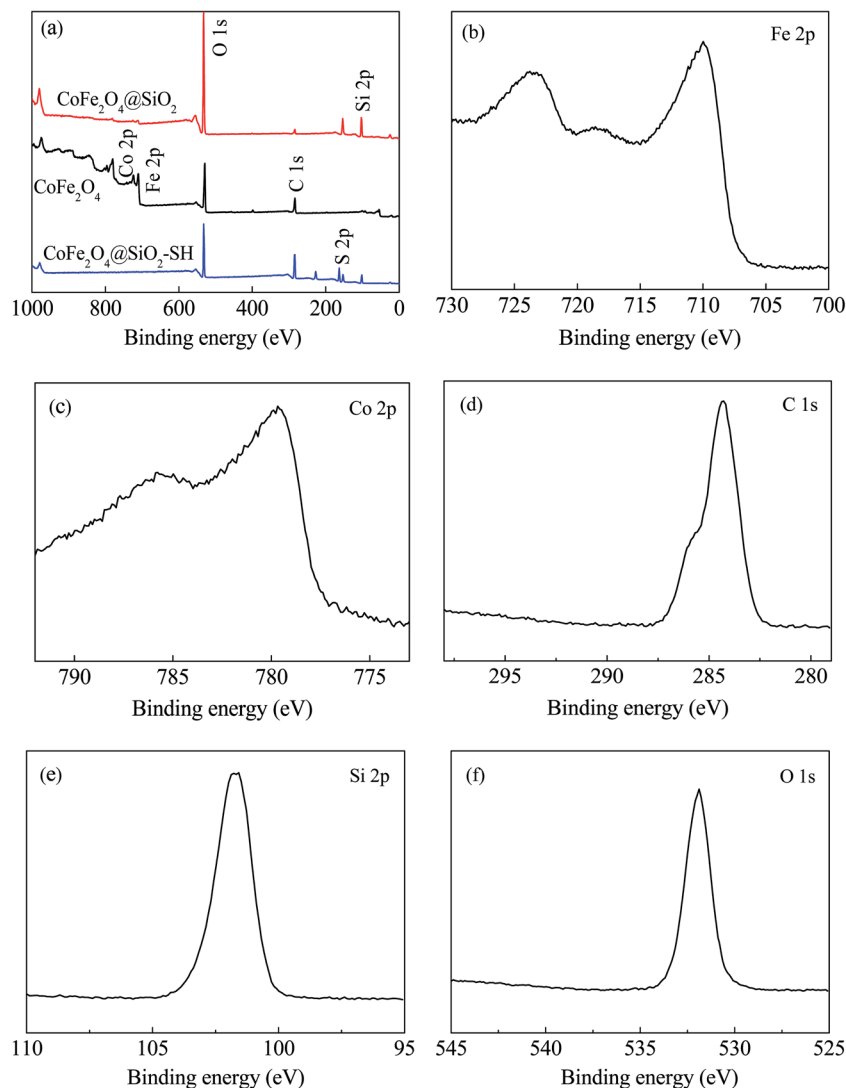 (a)
O 1s
CoFe₂O₄@SiO₂
Si 2p
Co 2p
Fe 2p
CoFe₂O₄
C 1s
CoFe₂O₄@SiO₂-SH
S 2p
1000 800 600 400 200 0
Binding energy (eV)
(b) Fe 2p
730 725 720 715 710 705 700
Binding energy (eV)
(c) Co 2p
790 785 780 775
Binding energy (eV)
(d) C 1s
295 290 285 280
Binding energy (eV)
(e) Si 2p
110 105 100 95
Binding energy (eV)
(f) O 1s
545 540 535 530 525
Binding energy (eV)